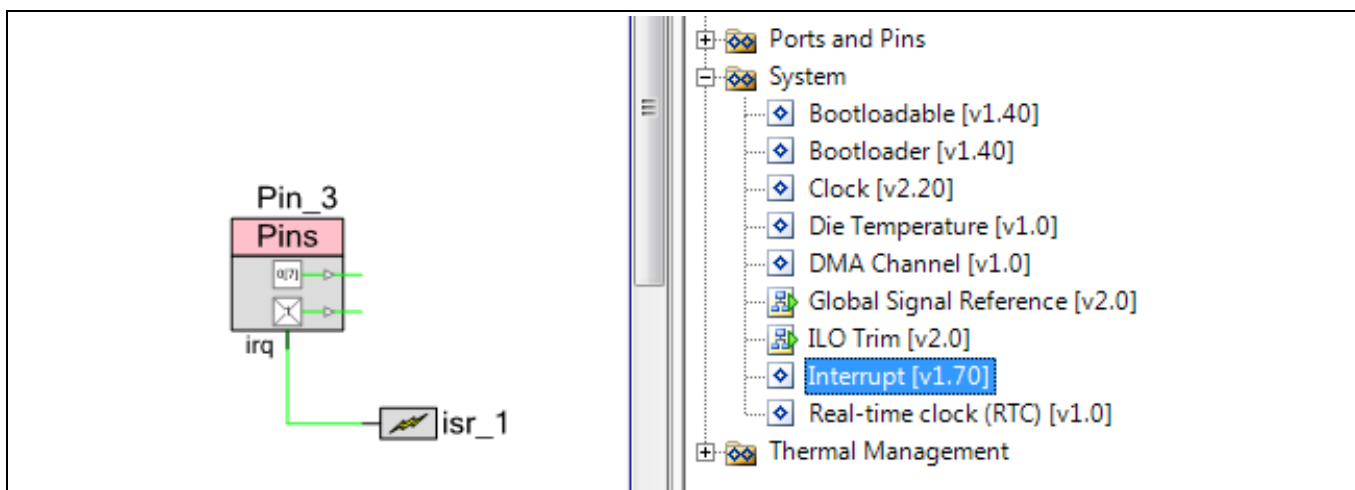 Pin_3
Pins
0[7]
irq
isr_1
Ports and Pins
System
Bootloadable [v1.40]
Bootloader [v1.40]
Clock [v2.20]
Die Temperature [v1.0]
DMA Channel [v1.0]
Global Signal Reference [v2.0]
ILO Trim [v2.0]
Interrupt [v1.70]
Real-time clock (RTC) [v1.0]
Thermal Management